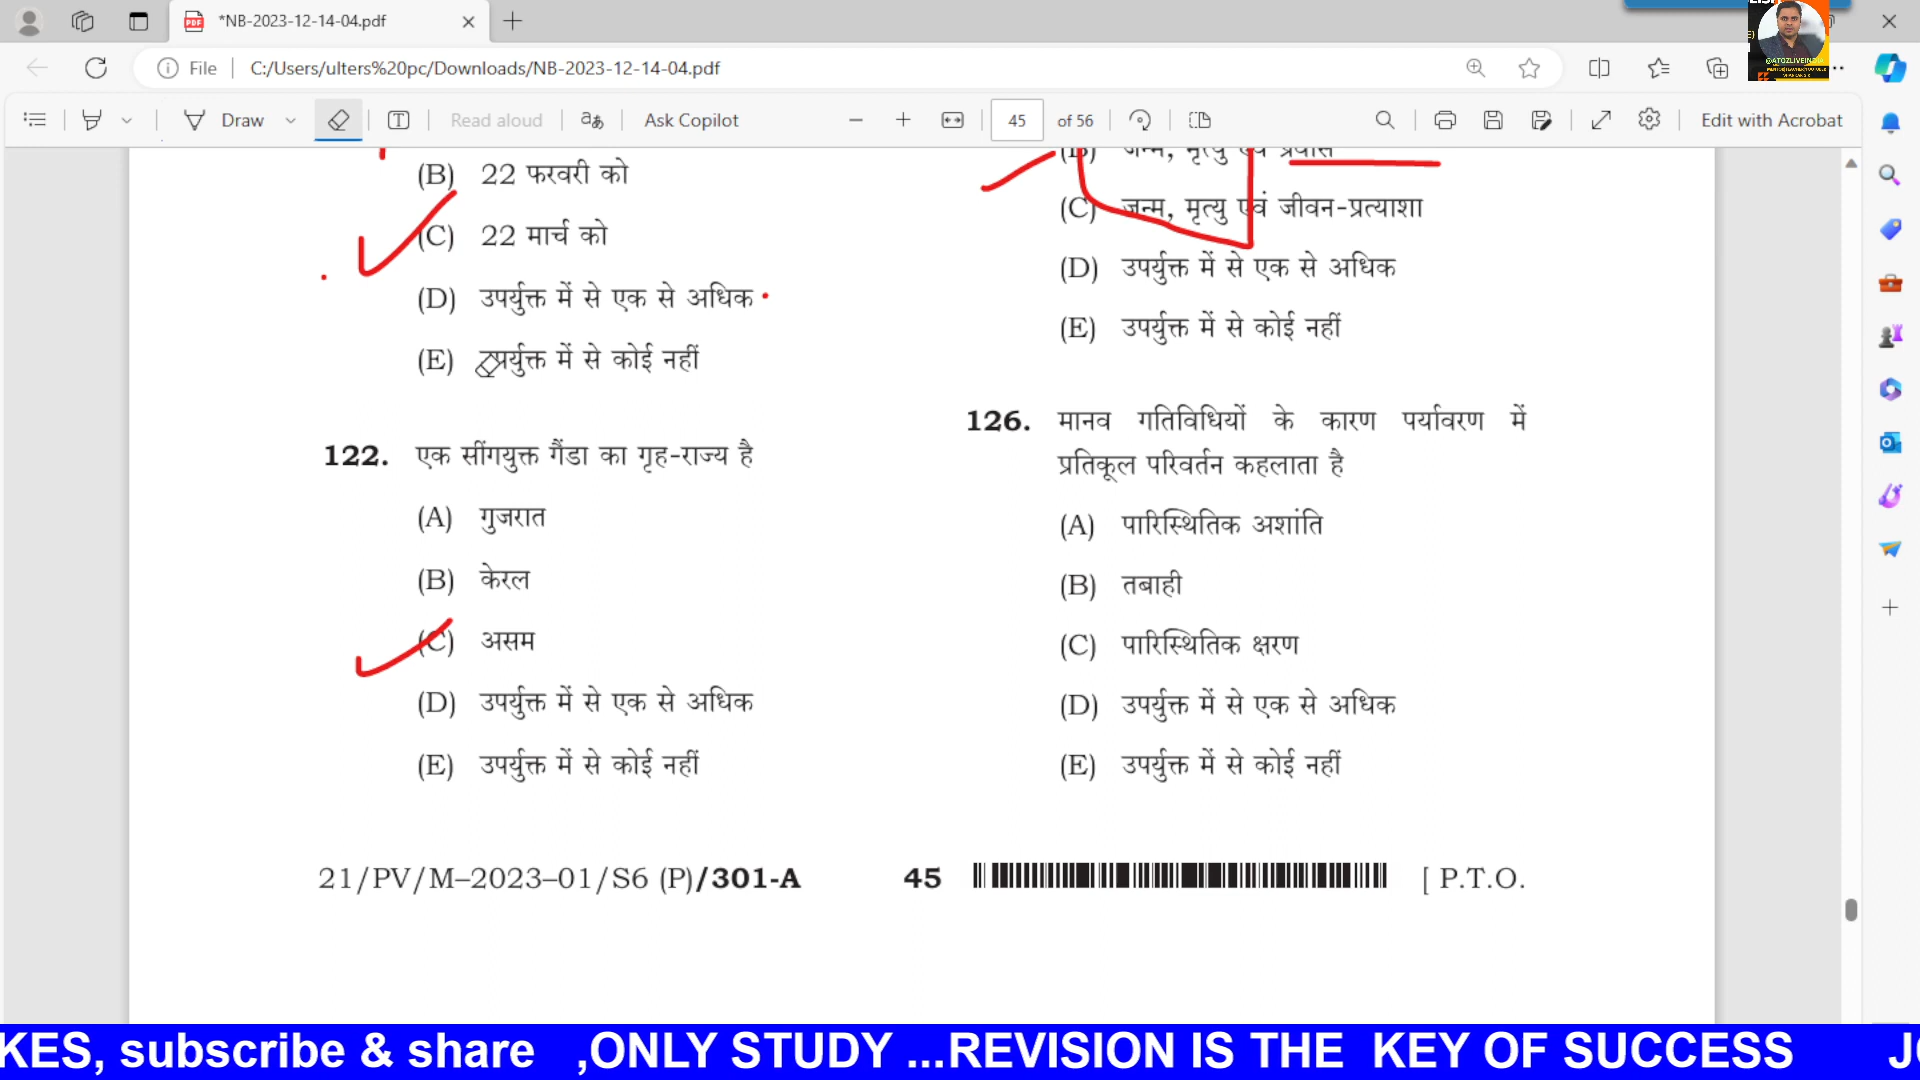 *NB-2023-12-14-04.pdf
File
C:/Users/ulters%20pc/Downloads/NB-2023-12-14-04.pdf
Draw
Read aloud
Ask Copilot
45 of 56
Edit with Acrobat
@ATOZLIVEINDIA
(B) 22 फरवरी को
(C) 22 मार्च को
(D) उपर्युक्त में से एक से अधिक
(E) उपर्युक्त में से कोई नहीं
122. एक सींगयुक्त गैंडा का गृह-राज्य है
(A) गुजरात
(B) केरल
(C) असम
(D) उपर्युक्त में से एक से अधिक
(E) उपर्युक्त में से कोई नहीं
(B) जन्म, मृत्यु एवं प्रवास
(C) जन्म, मृत्यु एवं जीवन-प्रत्याशा
(D) उपर्युक्त में से एक से अधिक
(E) उपर्युक्त में से कोई नहीं
126. मानव गतिविधियों के कारण पर्यावरण में
प्रतिकूल परिवर्तन कहलाता है
(A) पारिस्थितिक अशांति
(B) तबाही
(C) पारिस्थितिक क्षरण
(D) उपर्युक्त में से एक से अधिक
(E) उपर्युक्त में से कोई नहीं
21/PV/M–2023–01/S6 (P)/301-A
45
[ P.T.O.
KES, subscribe & share ,ONLY STUDY ...REVISION IS THE KEY OF SUCCESS